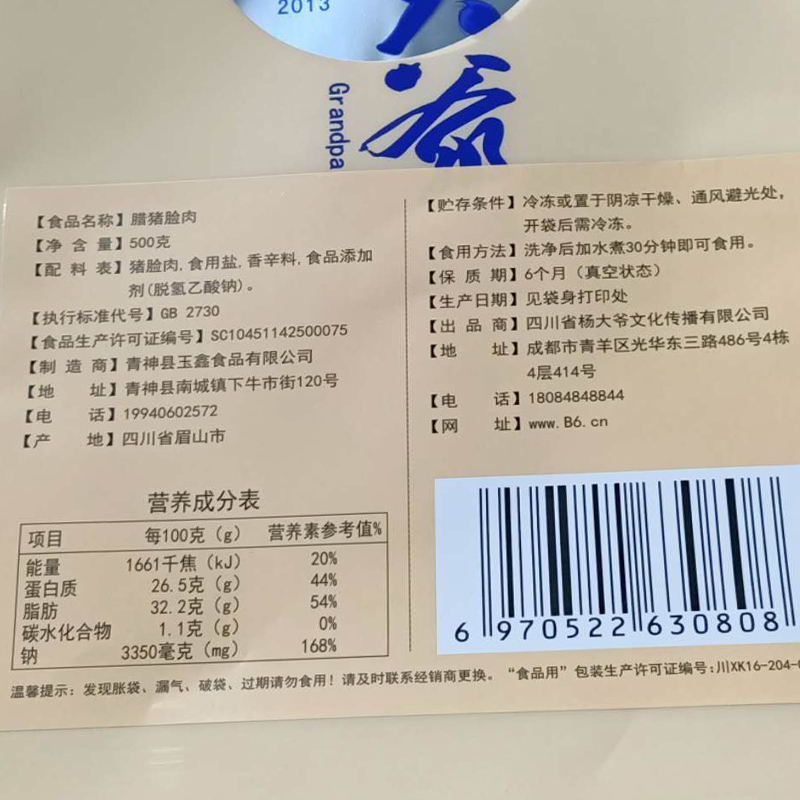 2013
Grandpa
【食品名称】腊猪脸肉
【净 含 量】500克
【配 料 表】猪脸肉,食用盐,香辛料,食品添加
剂(脱氢乙酸钠)。
【执行标准代号】GB 2730
【食品生产许可证编号】SC10451142500075
【制 造 商】青神县玉鑫食品有限公司
【地 址】青神县南城镇下牛市街120号
【电 话】19940602572
【产 地】四川省眉山市
【贮存条件】冷冻或置于阴凉干燥、通风避光处,
开袋后需冷冻。
【食用方法】洗净后加水煮30分钟即可食用。
【保 质 期】6个月（真空状态）
【生产日期】见袋身打印处
【出 品 商】四川省杨大爷文化传播有限公司
【地 址】成都市青羊区光华东三路486号4栋
4层414号
【电 话】18084848844
【网 址】www.B6.cn
营养成分表
项目 每100克（g） 营养素参考值%
能量 1661千焦（kJ） 20%
蛋白质 26.5克（g） 44%
脂肪 32.2克（g） 54%
碳水化合物 1.1克（g） 0%
钠 3350毫克（mg） 168%
6 970522 630808
温馨提示：发现胀袋、漏气、破袋、过期请勿食用！请及时联系经销商更换。“食品用”包装生产许可证编号:川XK16-204-